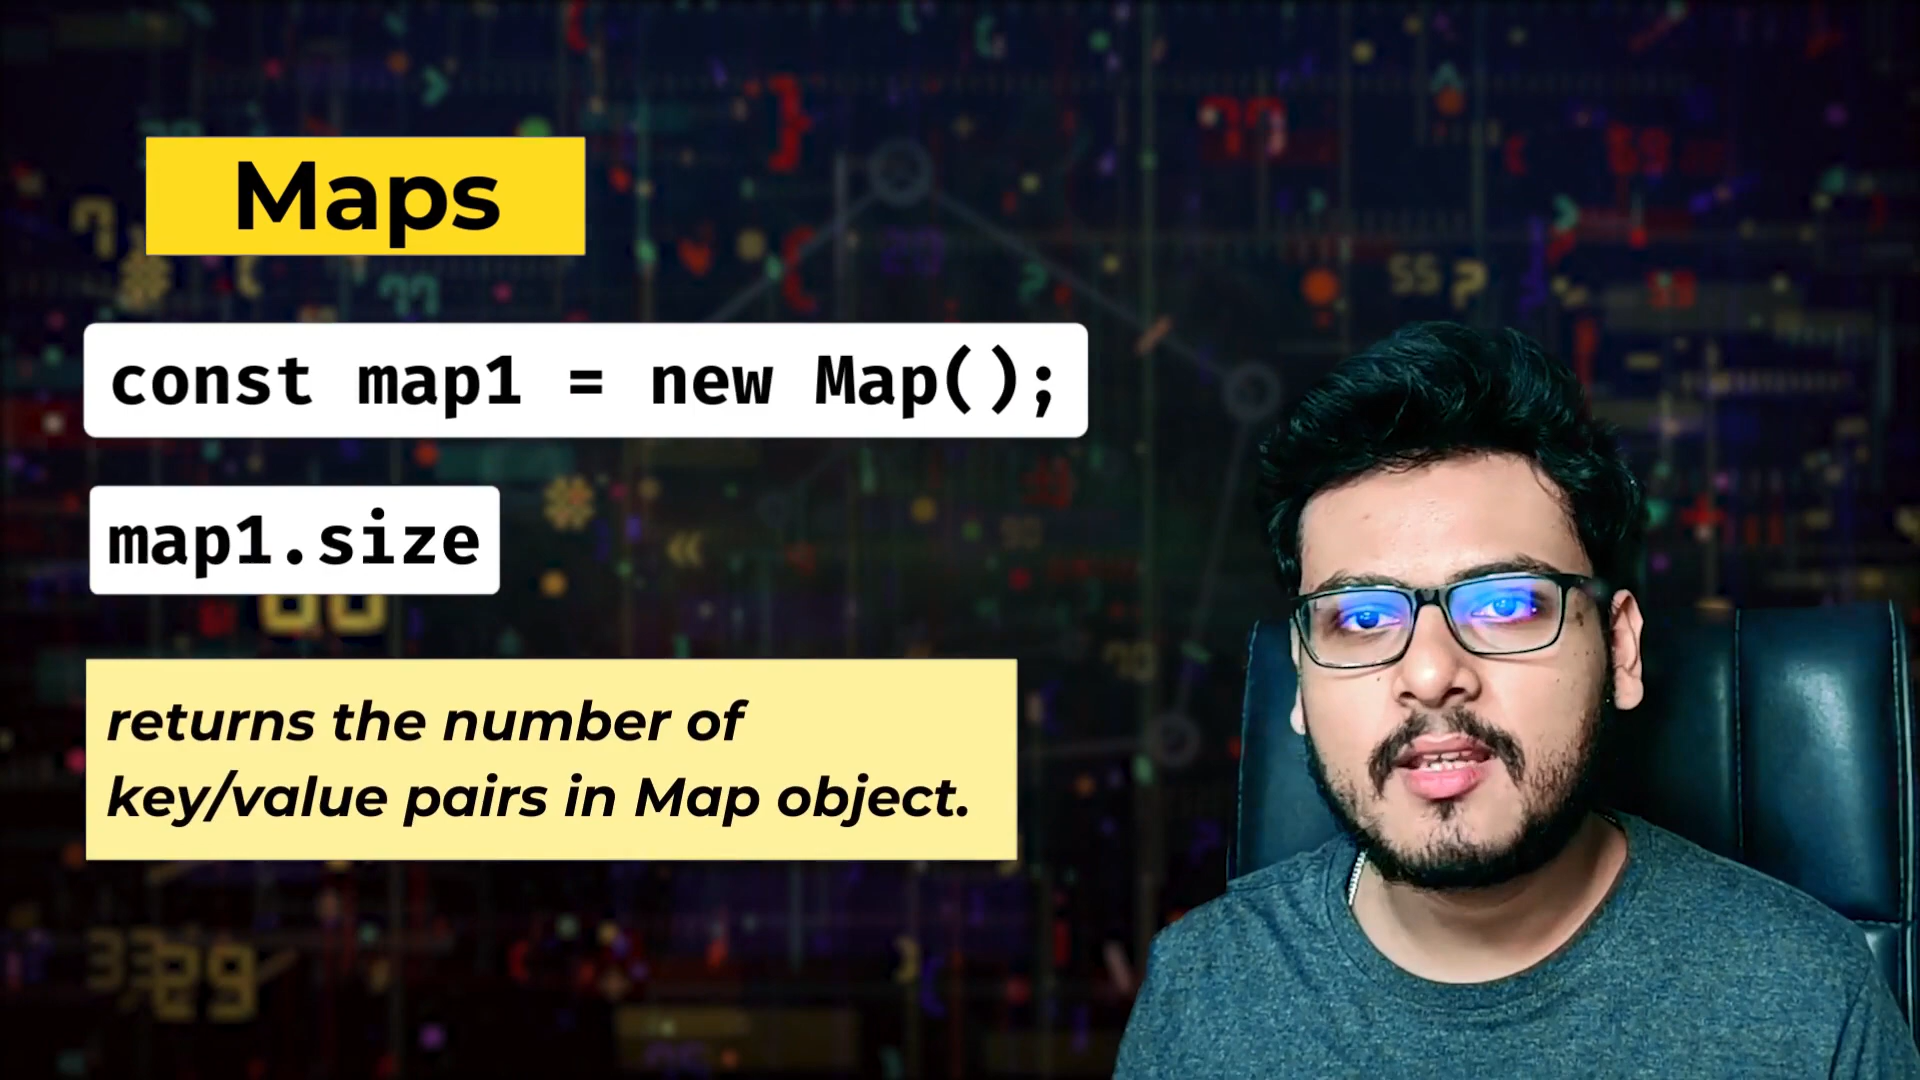 Maps
const map1 = new Map();
map1.size
returns the number of
key/value pairs in Map object.